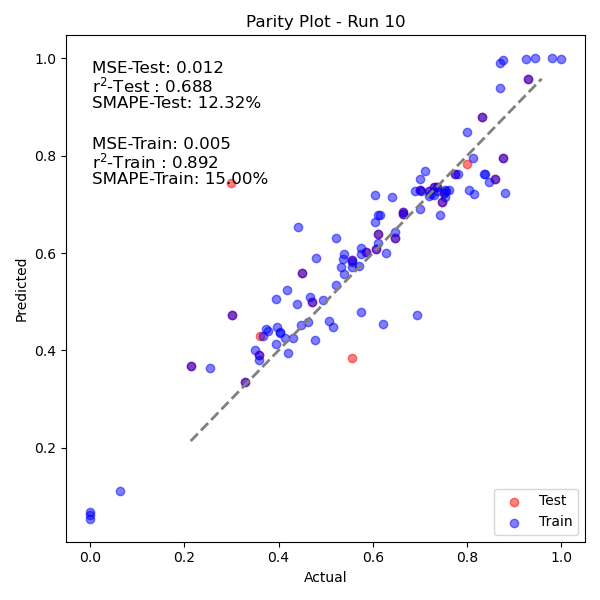 Parity Plot - Run 10
MSE-Test: 0.012
r²-Test : 0.688
SMAPE-Test: 12.32%
MSE-Train: 0.005
r²-Train : 0.892
SMAPE-Train: 15.00%
1.0
0.8
0.6
0.4
0.2
Predicted
Test
Train
0.0 0.2 0.4 0.6 0.8 1.0
Actual